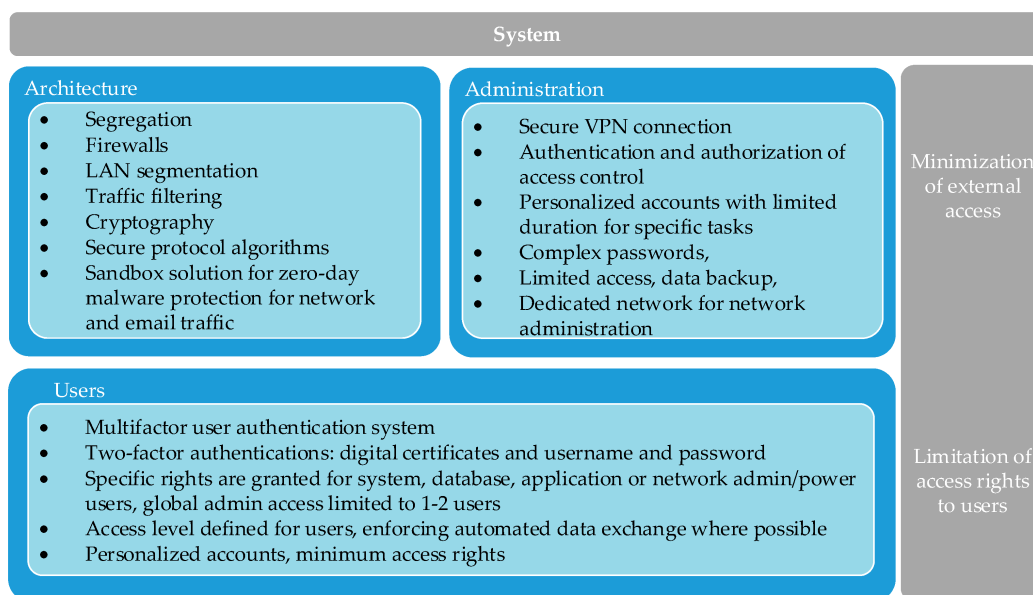 System
Architecture
Segregation
Firewalls
LAN segmentation
Traffic filtering
Cryptography
Secure protocol algorithms
Sandbox solution for zero-day
malware protection for network
and email traffic
Administration
Secure VPN connection
Authentication and authorization of
access control
Personalized accounts with limited
duration for specific tasks
Complex passwords,
Limited access, data backup,
Dedicated network for network
administration
Minimization
of external
access
Users
Multifactor user authentication system
Two-factor authentications: digital certificates and username and password
Specific rights are granted for system, database, application or network admin/power
users, global admin access limited to 1-2 users
Access level defined for users, enforcing automated data exchange where possible
Personalized accounts, minimum access rights
Limitation of
access rights
to users